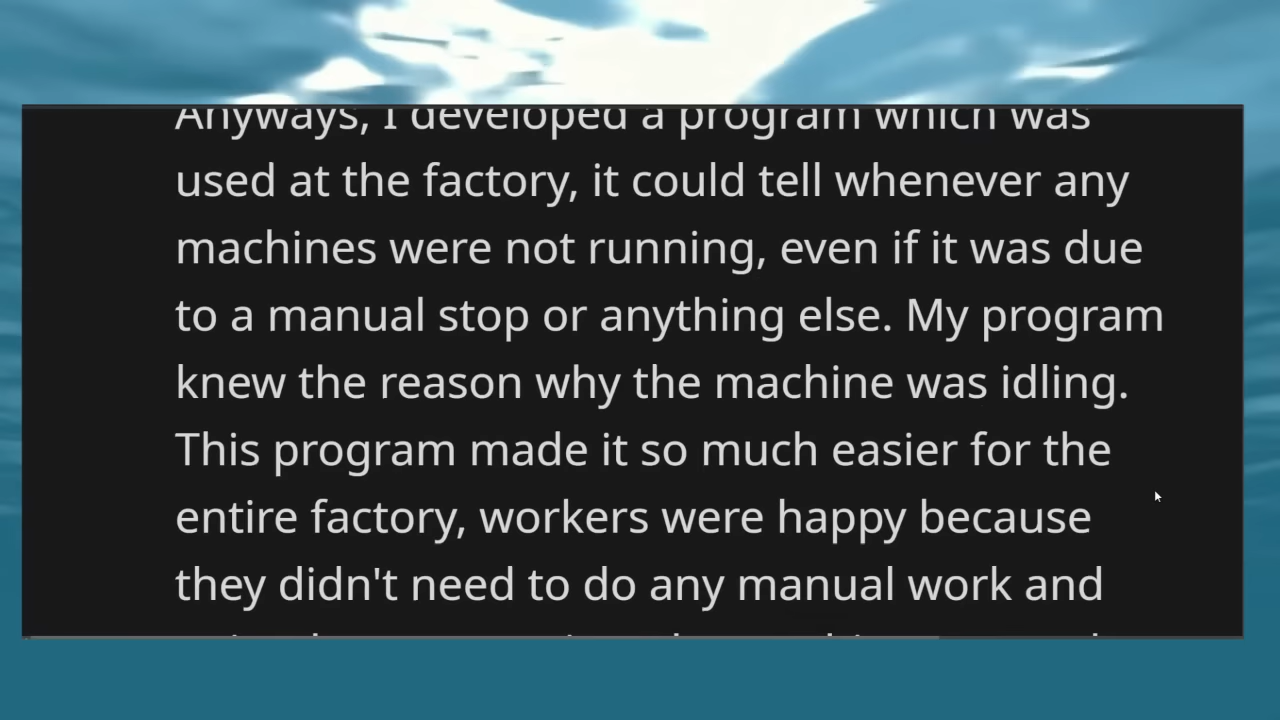 Anyways, I developed a program which was
used at the factory, it could tell whenever any
machines were not running, even if it was due
to a manual stop or anything else. My program
knew the reason why the machine was idling.
This program made it so much easier for the
entire factory, workers were happy because
they didn't need to do any manual work and